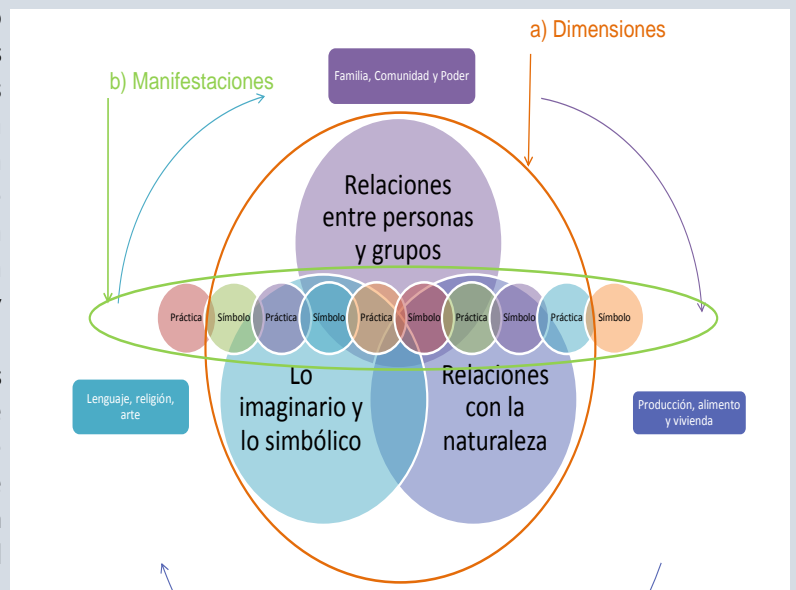 a) Dimensiones
b) Manifestaciones
Familia, Comunidad y Poder
Relaciones
entre personas
y grupos
Práctica Símbolo Práctica Símbolo Práctica Símbolo Práctica Símbolo Práctica Símbolo
Lo
imaginario y
lo simbólico
Relaciones
con la
naturaleza
Lenguaje, religión,
arte
Producción, alimento
y vivienda